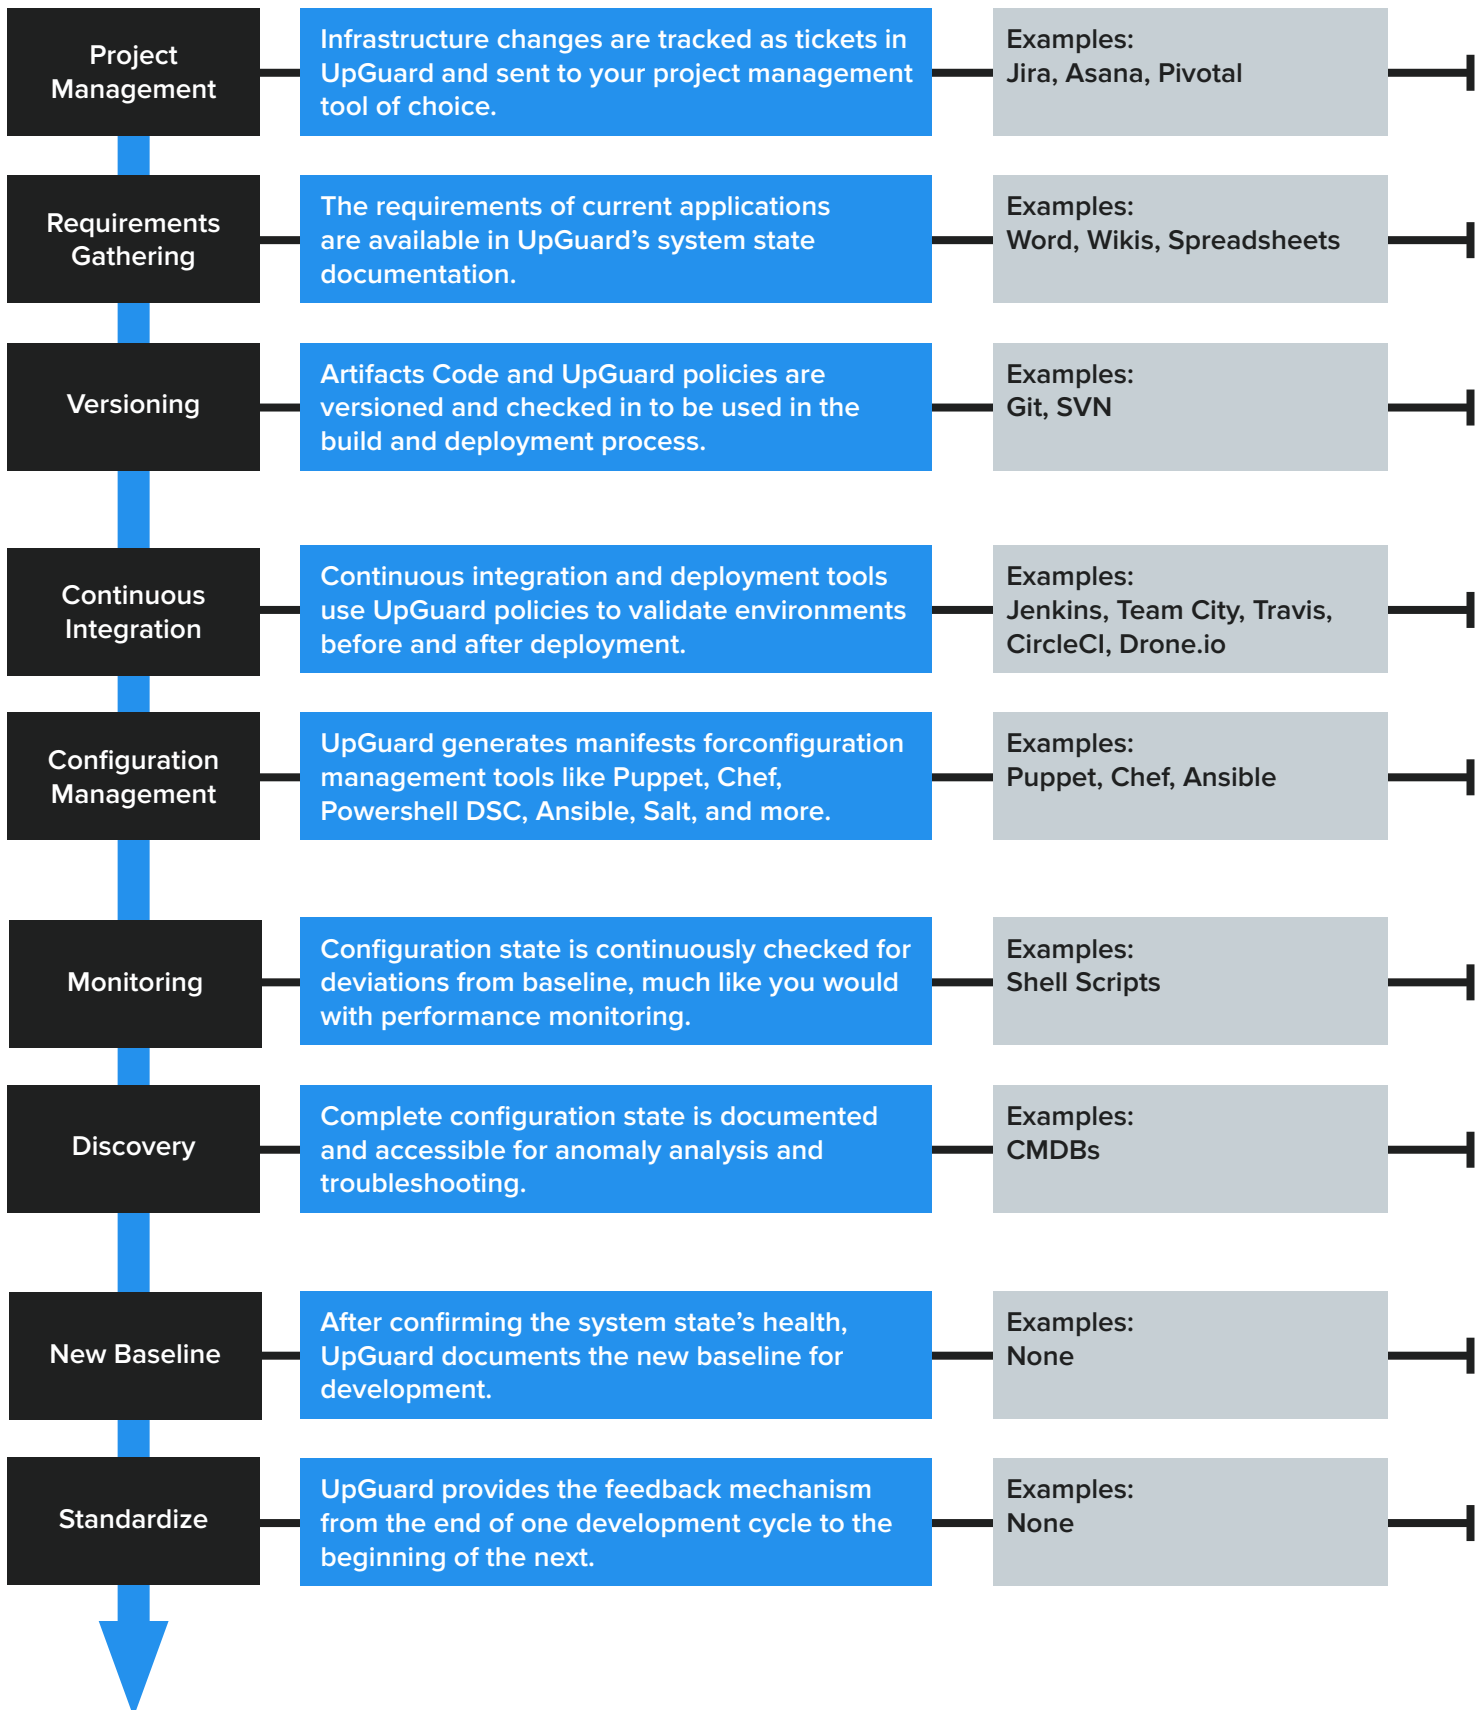 Project
Management
Infrastructure changes are tracked as tickets in
UpGuard and sent to your project management
tool of choice.
Examples:
Jira, Asana, Pivotal
Requirements
Gathering
The requirements of current applications
are available in UpGuard’s system state
documentation.
Examples:
Word, Wikis, Spreadsheets
Versioning
Artifacts Code and UpGuard policies are
versioned and checked in to be used in the
build and deployment process.
Examples:
Git, SVN
Continuous
Integration
Continuous integration and deployment tools
use UpGuard policies to validate environments
before and after deployment.
Examples:
Jenkins, Team City, Travis,
CircleCI, Drone.io
Configuration
Management
UpGuard generates manifests forconfiguration
management tools like Puppet, Chef,
Powershell DSC, Ansible, Salt, and more.
Examples:
Puppet, Chef, Ansible
Monitoring
Configuration state is continuously checked for
deviations from baseline, much like you would
with performance monitoring.
Examples:
Shell Scripts
Discovery
Complete configuration state is documented
and accessible for anomaly analysis and
troubleshooting.
Examples:
CMDBs
New Baseline
After confirming the system state’s health,
UpGuard documents the new baseline for
development.
Examples:
None
Standardize
UpGuard provides the feedback mechanism
from the end of one development cycle to the
beginning of the next.
Examples:
None